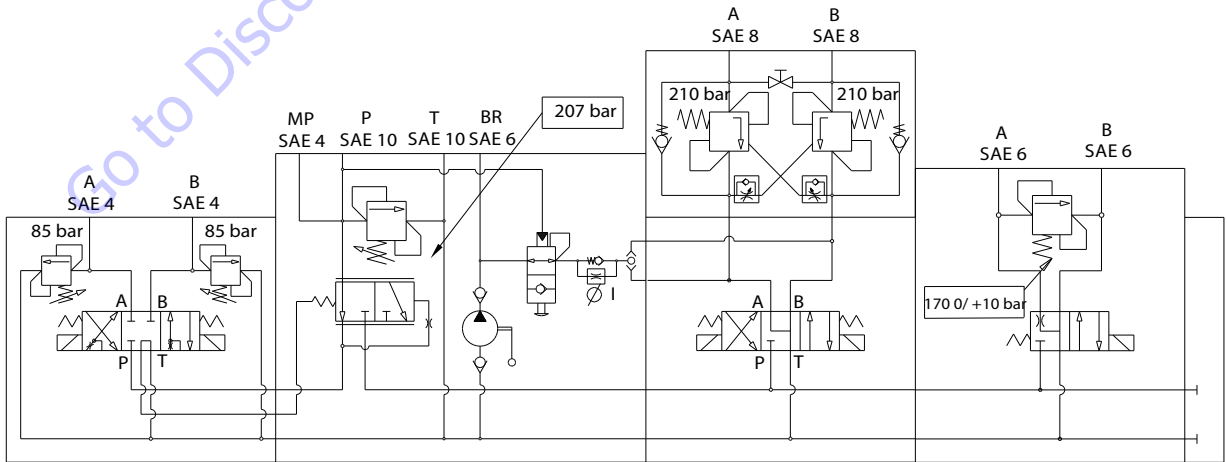 Go to Disco
A
SAE 8
B
SAE 8
210 bar
210 bar
207 bar
MP
SAE 4
P
SAE 10
T
SAE 10
BR
SAE 6
A
SAE 6
B
SAE 6
A
SAE 4
B
SAE 4
85 bar
85 bar
I
170 0/ +10 bar
A
B
P
T
A
B
P
T